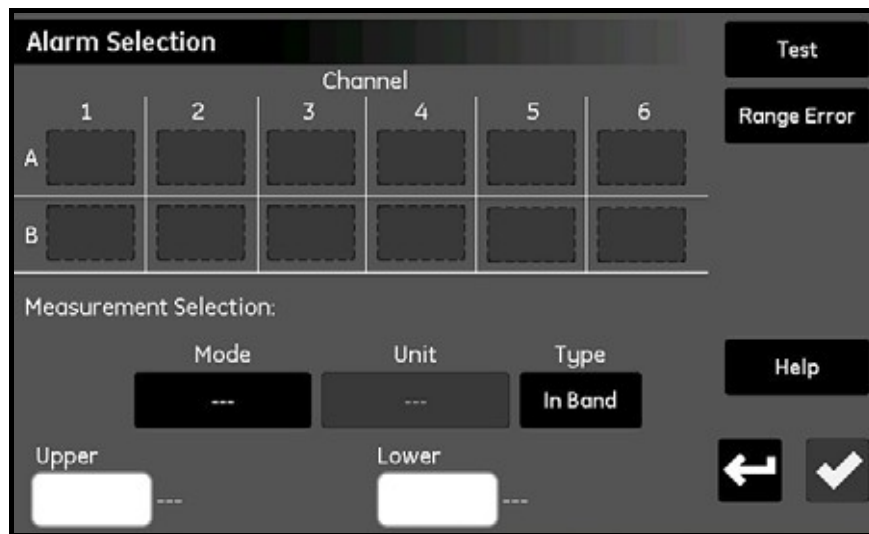 Alarm Selection
Test
Channel
1 2 3 4 5 6
Range Error
A
B
Measurement Selection:
Mode Unit Type
--- --- In Band
Help
Upper Lower
--- ---